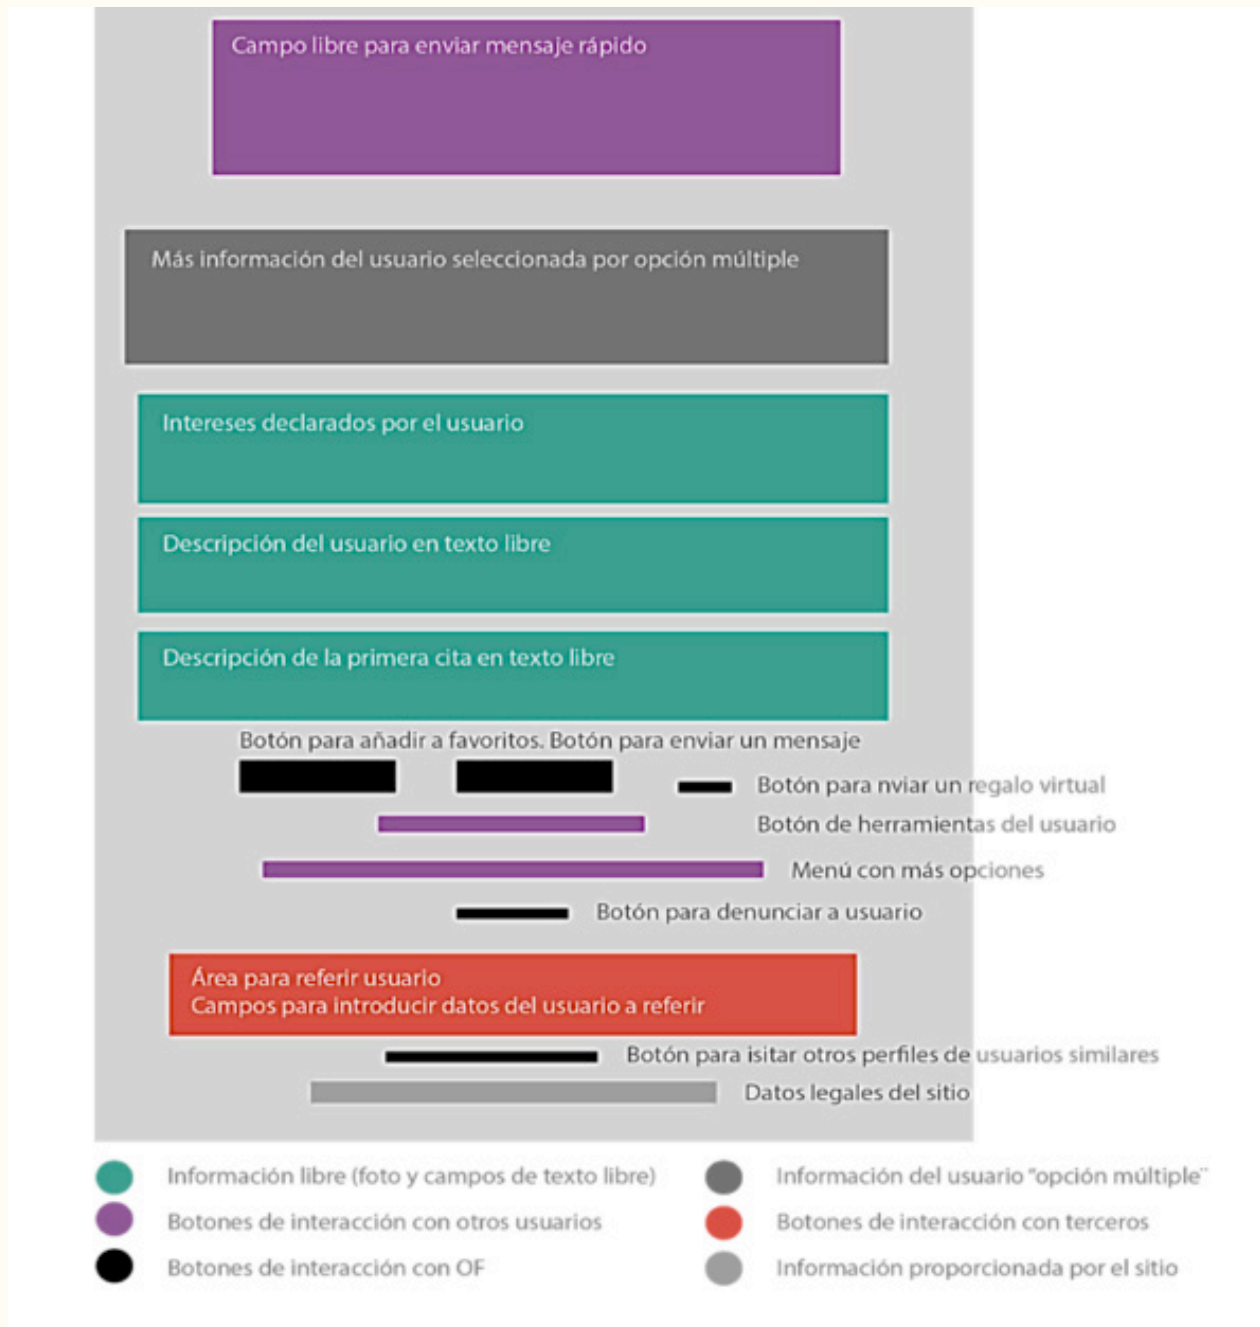 Campo libre para enviar mensaje rápido
Más información del usuario seleccionada por opción múltiple
Intereses declarados por el usuario
Descripción del usuario en texto libre
Descripción de la primera cita en texto libre
Botón para añadir a favoritos. Botón para enviar un mensaje
Botón para nviar un regalo virtual
Botón de herramientas del usuario
Menú con más opciones
Botón para denunciar a usuario
Área para referir usuario
Campos para introducir datos del usuario a referir
Botón para isitar otros perfiles de usuarios similares
Datos legales del sitio
Información libre (foto y campos de texto libre)
Información del usuario "opción múltiple¨
Botones de interacción con otros usuarios
Botones de interacción con terceros
Botones de interacción con OF
Información proporcionada por el sitio